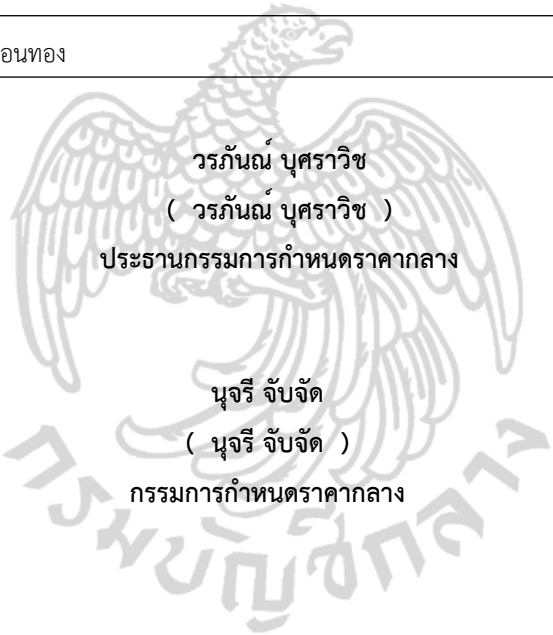 อนทอง
วรภันณ์ บุศราวิช
( วรภันณ์ บุศราวิช )
ประธานกรรมการกำหนดราคากลาง
นุจรี จับจัด
( นุจรี จับจัด )
กรรมการกำหนดราคากลาง
กรมบัญชีกลาง